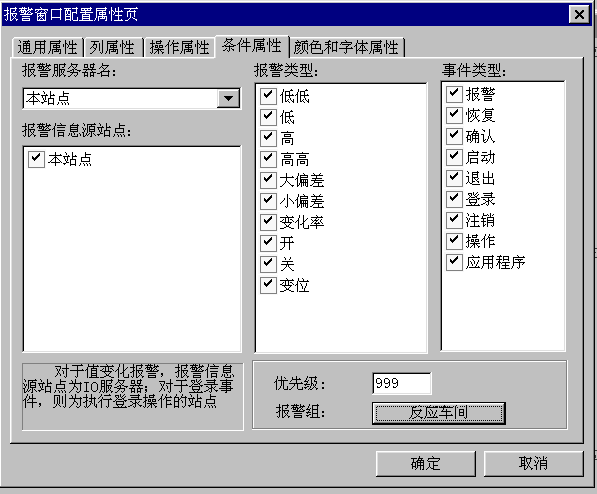 报警窗口配置属性页
通用属性 列属性 操作属性 条件属性 颜色和字体属性
报警服务器名:
本站点
报警信息源站点:
本站点
对于值变化报警，报警信息
源站点为IO服务器；对于登录事
件，则为执行登录操作的站点
报警类型:
低低
低
高
高高
大偏差
小偏差
变化率
开
关
变位
事件类型:
报警
恢复
确认
启动
退出
登录
注销
操作
应用程序
优先级: 999
报警组: 反应车间
确定 取消